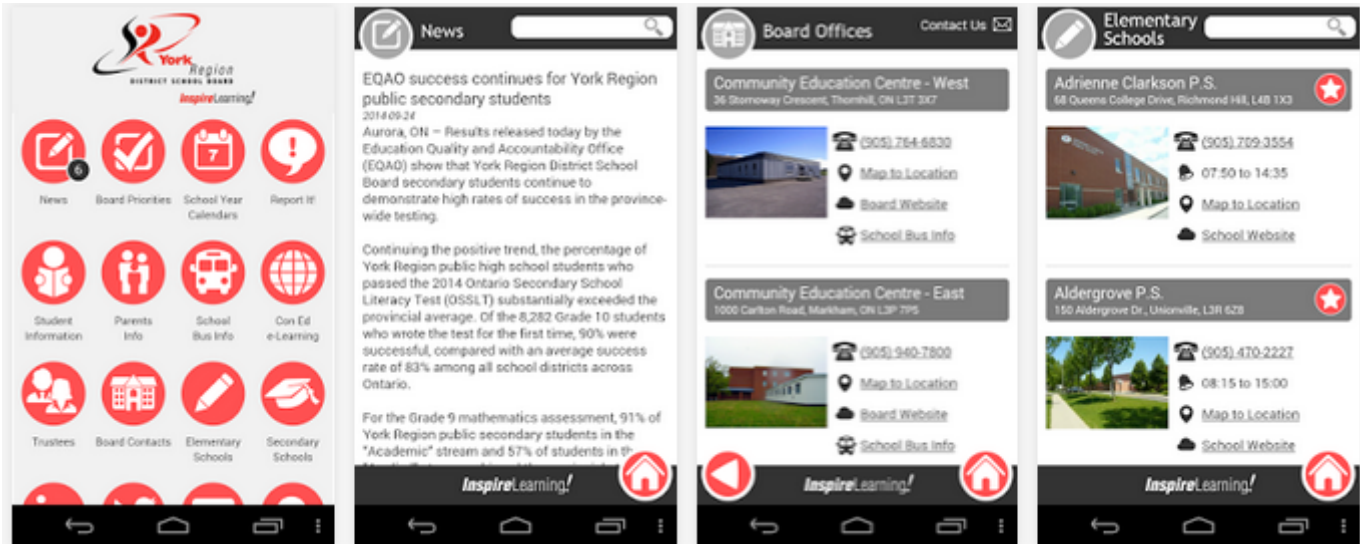 York
Region
DISTRICT SCHOOL BOARD
InspireLearning!
6
7
News
Board Priorities
School Year
Calendars
Report It!
Student
Information
Parents
Info
School
Bus Info
Con Ed
e-Learning
Trustees
Board Contacts
Elementary
Schools
Secondary
Schools
News
EQAO success continues for York Region
public secondary students
2014-09-24
Aurora, ON – Results released today by the
Education Quality and Accountability Office
(EQAO) show that York Region District School
Board secondary students continue to
demonstrate high rates of success in the province-
wide testing.
Continuing the positive trend, the percentage of
York Region public high school students who
passed the 2014 Ontario Secondary School
Literacy Test (OSSLT) substantially exceeded the
provincial average. Of the 8,282 Grade 10 students
who wrote the test for the first time, 90% were
successful, compared with an average success
rate of 83% among all school districts across
Ontario.
For the Grade 9 mathematics assessment, 91% of
York Region public secondary students in the
"Academic" stream and 57% of students in th
InspireLearning!
Board Offices
Contact Us
Community Education Centre - West
36 Stornoway Crescent, Thornhill, ON L3T 3X7
(905) 764-6830
Map to Location
Board Website
School Bus Info
Community Education Centre - East
1000 Carlton Road, Markham, ON L3P 7P5
(905) 940-7800
Map to Location
Board Website
School Bus Info
InspireLearning!
Elementary
Schools
Adrienne Clarkson P.S.
68 Queens College Drive, Richmond Hill, L4B 1X3
(905) 709-3554
07:50 to 14:35
Map to Location
School Website
Aldergrove P.S.
150 Aldergrove Dr., Unionville, L3R 6Z8
(905) 470-2227
08:15 to 15:00
Map to Location
School Website
InspireLearning!